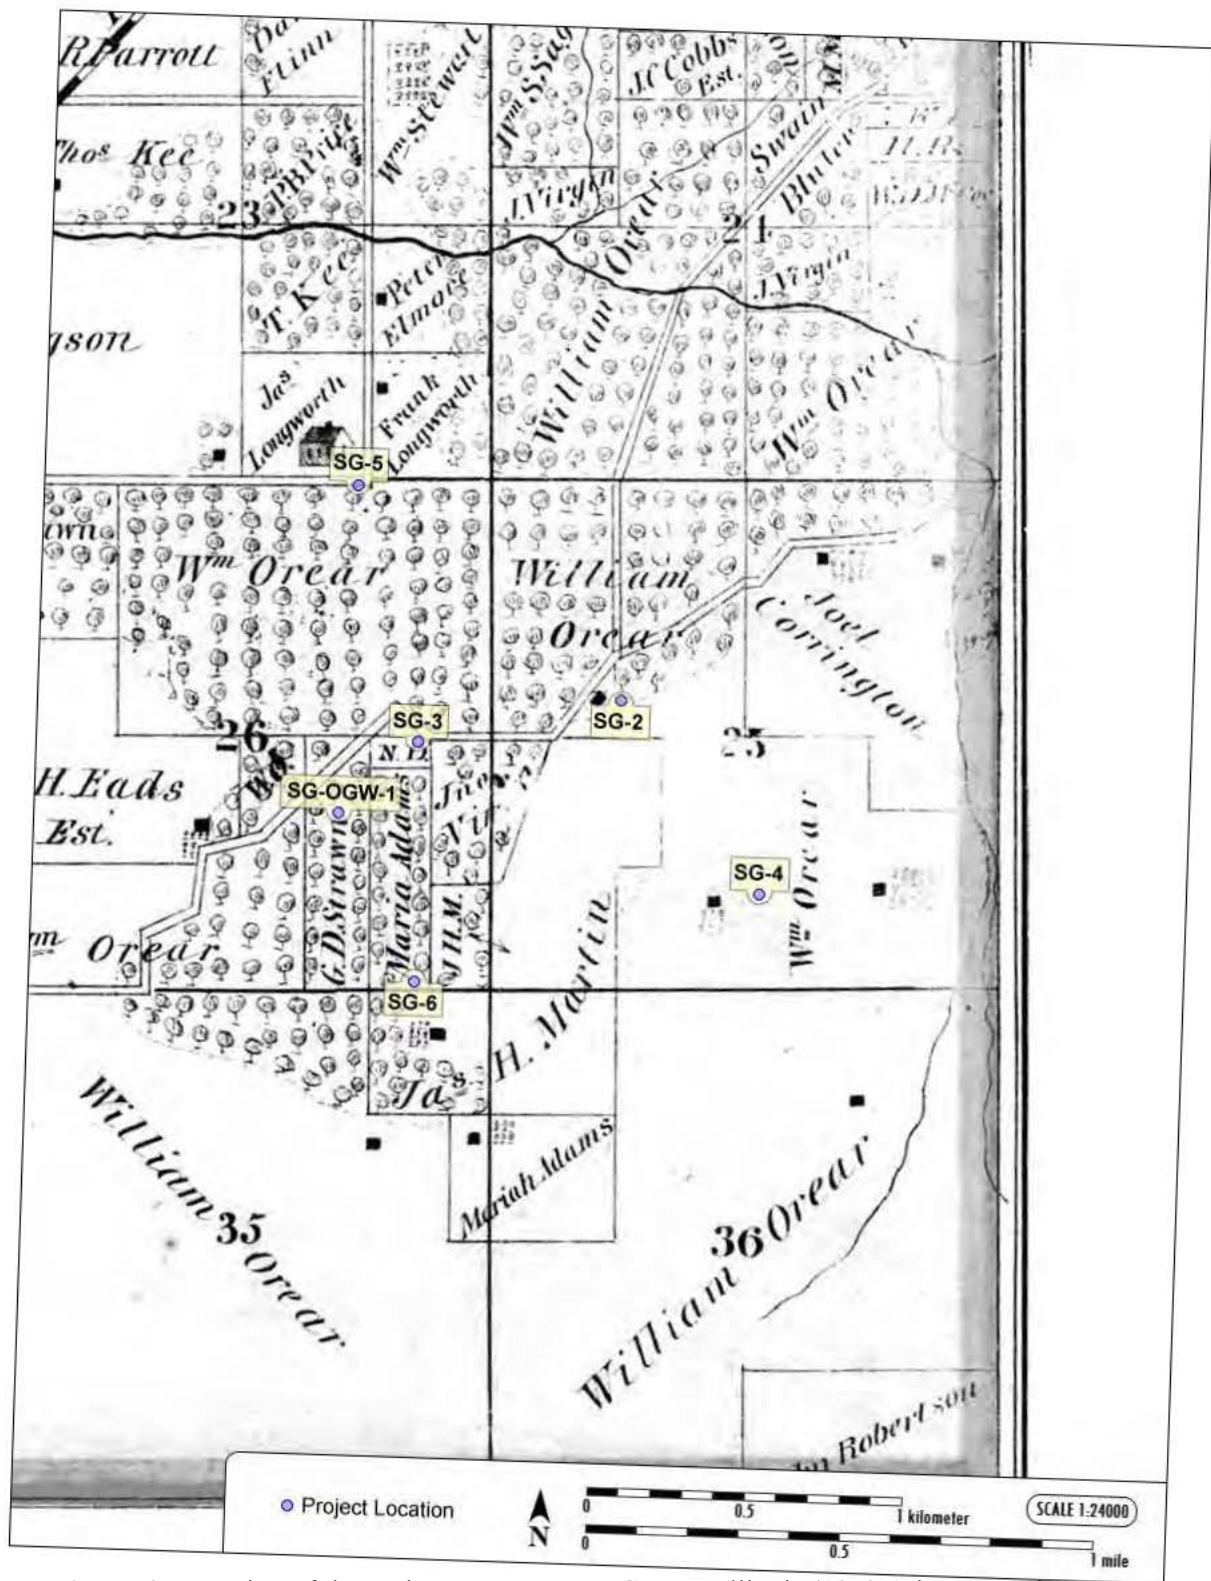 R Parrott
Flinn
Wm Stewart
J C Cobbs
Est.
Thos Kee
P.B. Price
J. Virgin
Swain
Bluter
23
24
T. Kee
Peter
Elmore
William Orear
J. Virgin
Wm Orear
gson
Jas
Longworth
Frank
Longworth
SG-5
awn
Wm Orear
William
Orear
Joel
Corrington
SG-3
SG-2
26
25
N.D.
H. Eads
Est.
SG-OGW-1
Jno.
G.D. Strawn
Maria Adams
J.H.M.
SG-4
Wm Orear
m Orear
H. Martin
SG-6
Jas
Mariah Adams
William Orear
35
36
William Orear
Robertson
Project Location
N
0 0.5 1 kilometer
0 0.5 1 mile
SCALE 1:24000